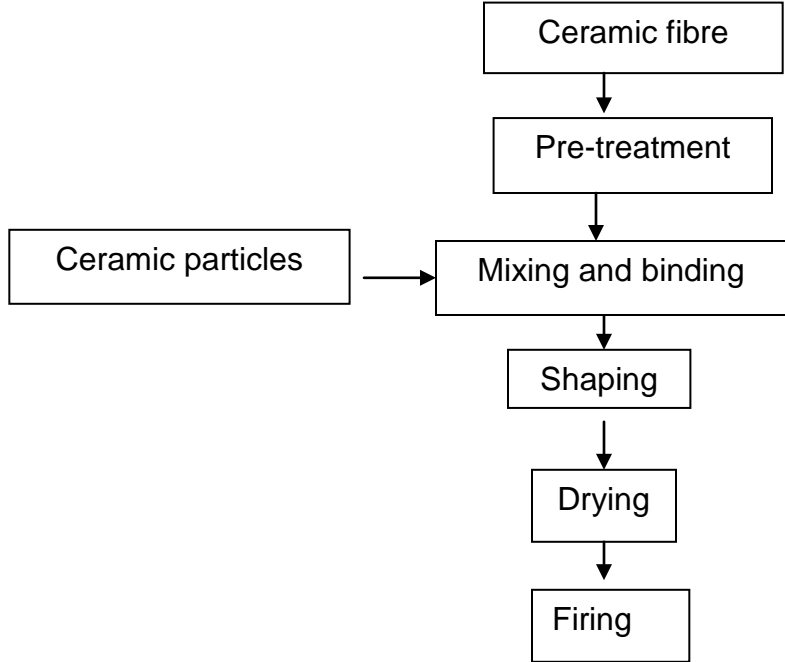 Ceramic fibre
Pre-treatment
Ceramic particles
Mixing and binding
Shaping
Drying
Firing